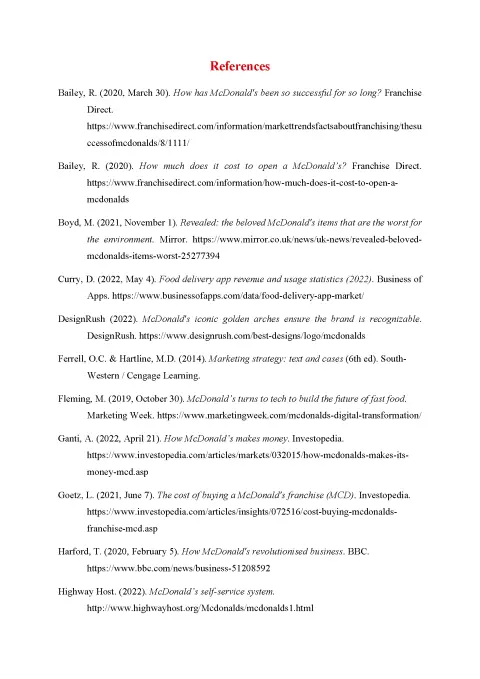 References
Bailey, R. (2020, March 30). How has McDonald's been so successful for so long? Franchise
Direct.
https://www.franchisedirect.com/information/markettrendsfactsaboutfranchising/thesu
ccessofmcdonalds/8/1111/
Bailey, R. (2020). How much does it cost to open a McDonald’s? Franchise Direct.
https://www.franchisedirect.com/information/how-much-does-it-cost-to-open-a-
mcdonalds
Boyd, M. (2021, November 1). Revealed: the beloved McDonald's items that are the worst for
the environment. Mirror. https://www.mirror.co.uk/news/uk-news/revealed-beloved-
mcdonalds-items-worst-25277394
Curry, D. (2022, May 4). Food delivery app revenue and usage statistics (2022). Business of
Apps. https://www.businessofapps.com/data/food-delivery-app-market/
DesignRush (2022). McDonald's iconic golden arches ensure the brand is recognizable.
DesignRush. https://www.designrush.com/best-designs/logo/mcdonalds
Ferrell, O.C. & Hartline, M.D. (2014). Marketing strategy: text and cases (6th ed). South-
Western / Cengage Learning.
Fleming, M. (2019, October 30). McDonald’s turns to tech to build the future of fast food.
Marketing Week. https://www.marketingweek.com/mcdonalds-digital-transformation/
Ganti, A. (2022, April 21). How McDonald’s makes money. Investopedia.
https://www.investopedia.com/articles/markets/032015/how-mcdonalds-makes-its-
money-mcd.asp
Goetz, L. (2021, June 7). The cost of buying a McDonald's franchise (MCD). Investopedia.
https://www.investopedia.com/articles/insights/072516/cost-buying-mcdonalds-
franchise-mcd.asp
Harford, T. (2020, February 5). How McDonald's revolutionised business. BBC.
https://www.bbc.com/news/business-51208592
Highway Host. (2022). McDonald’s self-service system.
http://www.highwayhost.org/Mcdonalds/mcdonalds1.html